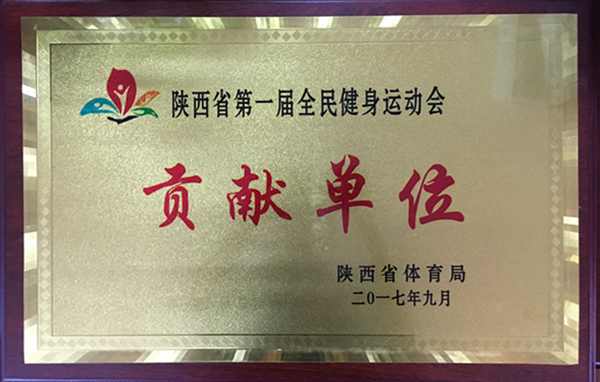 陕西省第一届全民健身运动会
贡献单位
陕西省体育局
二〇一七年九月